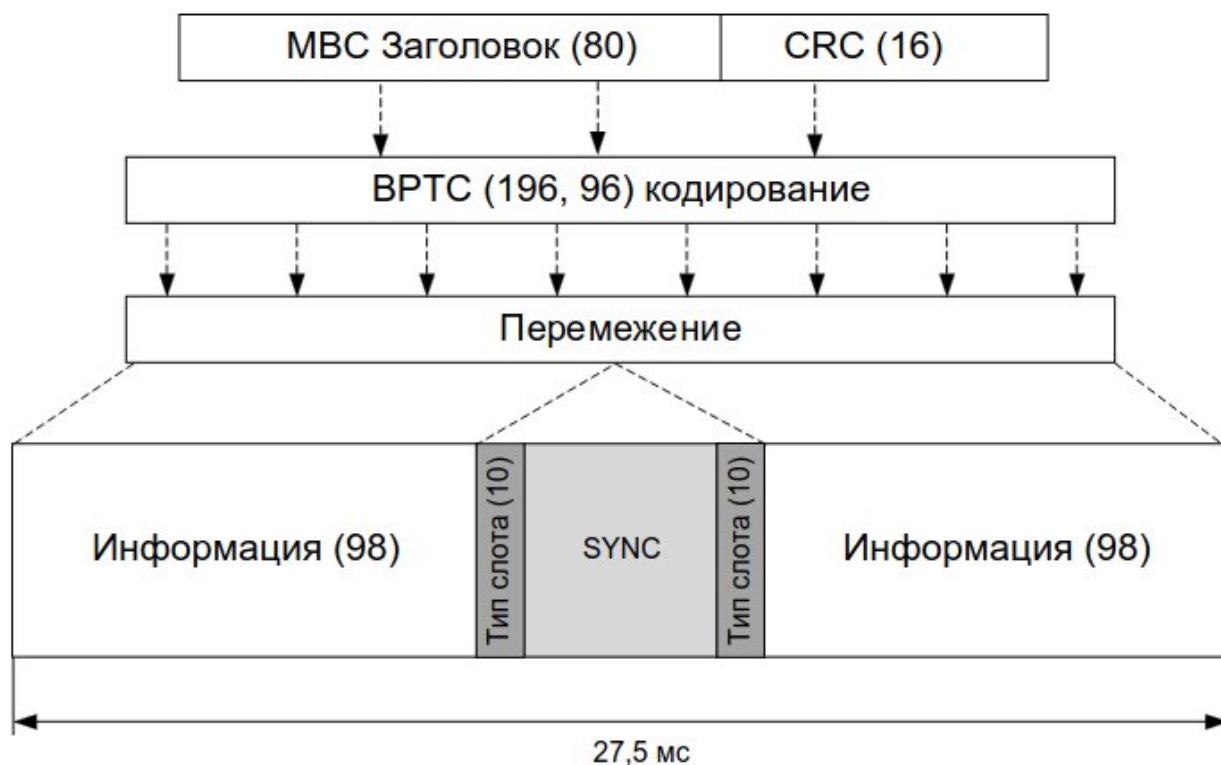 МВС Заголовок (80) CRC (16)
BPTC (196, 96) кодирование
Перемежение
Информация (98) Тип слота (10) SYNC Тип слота (10) Информация (98)
27,5 мс